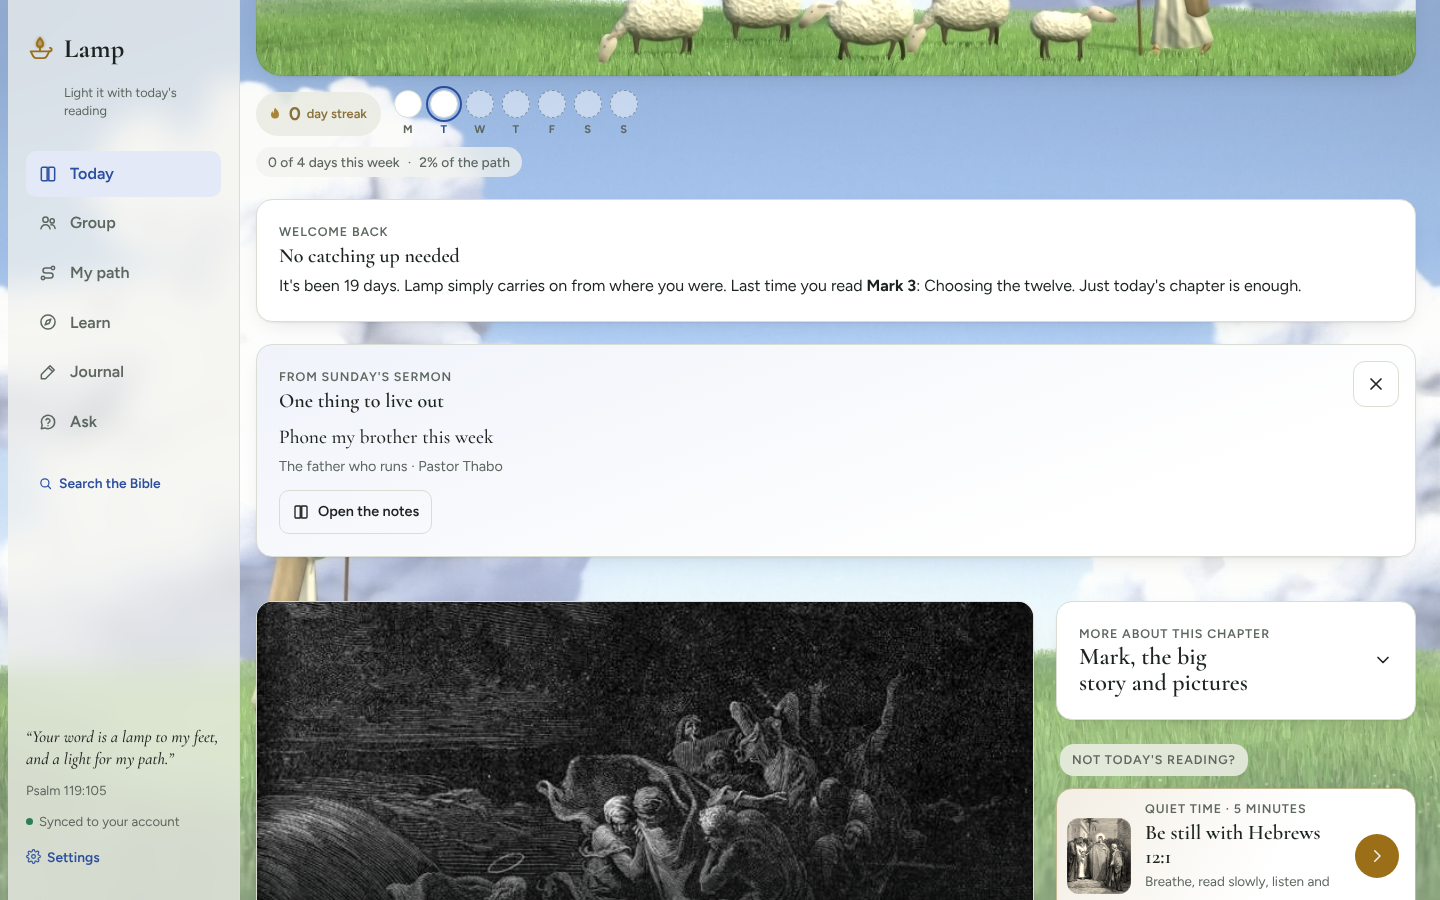 Lamp
Light it with today's
reading
Today
Group
My path
Learn
Journal
Ask
Search the Bible
“Your word is a lamp to my feet,
and a light for my path.”
Psalm 119:105
Synced to your account
Settings
0 day streak
M T W T F S S
0 of 4 days this week · 2% of the path
WELCOME BACK
No catching up needed
It's been 19 days. Lamp simply carries on from where you were. Last time you read Mark 3: Choosing the twelve. Just today's chapter is enough.
FROM SUNDAY'S SERMON
One thing to live out
Phone my brother this week
The father who runs · Pastor Thabo
Open the notes
MORE ABOUT THIS CHAPTER
Mark, the big
story and pictures
NOT TODAY'S READING?
QUIET TIME · 5 MINUTES
Be still with Hebrews
12:1
Breathe, read slowly, listen and